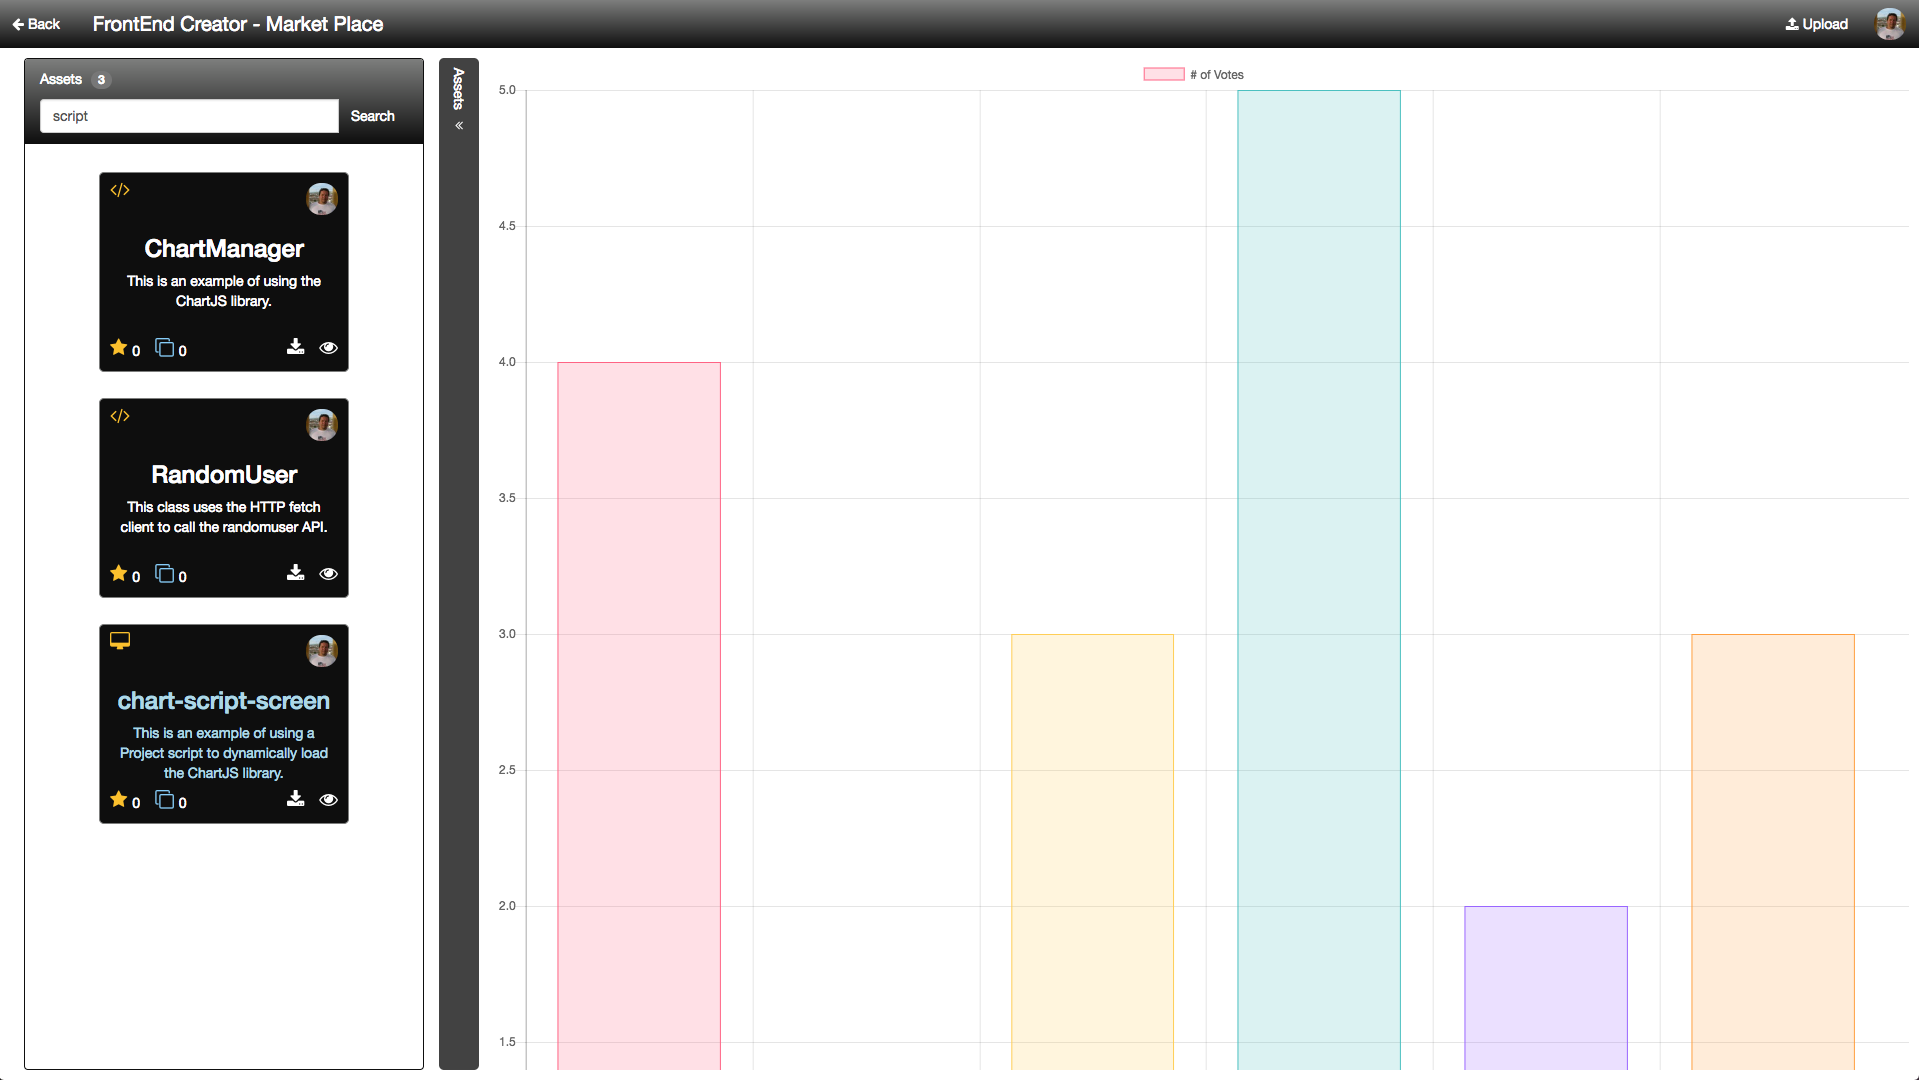 Back
FrontEnd Creator - Market Place
Upload
Assets 3
script
Search
ChartManager
This is an example of using the
ChartJS library.
0 0
RandomUser
This class uses the HTTP fetch
client to call the randomuser API.
0 0
chart-script-screen
This is an example of using a
Project script to dynamically load
the ChartJS library.
0 0
Assets
# of Votes
5.0
4.5
4.0
3.5
3.0
2.5
2.0
1.5